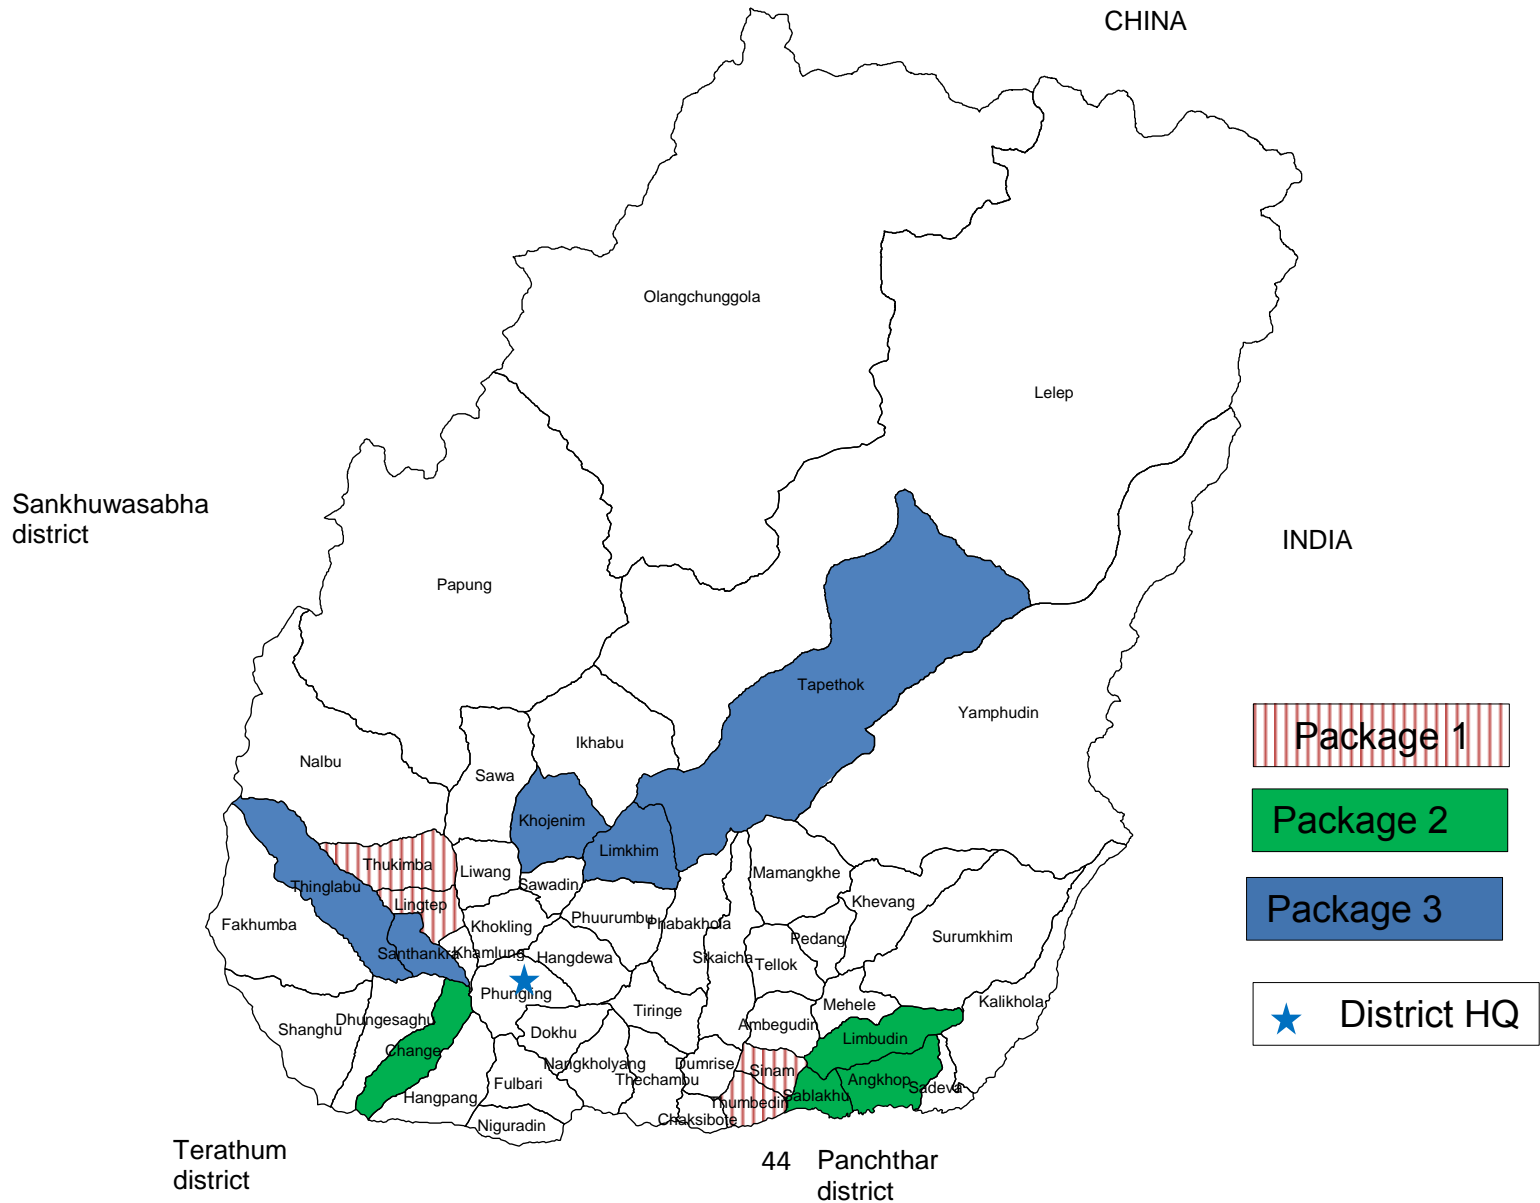 CHINA
Olangchunggola
Lelep
Sankhuwasabha
district
INDIA
Papung
Tapethok
Yamphudin
Package 1
Ikhabu
Nalbu
Sawa
Package 2
Khojenim
Limkhim
Thukimba
Liwang
Mamangkhe
Sawadin
Thinglabu
Package 3
Lingtep
Khevang
Phuurumbu
Phabakhola
Fakhumba
Khokling
Pedang
Surumkhim
Santhankra
Khamlung
Hangdewa
Sikaicha
Tellok
Phungling
Kalikhola
Mehele
Tiringe
District HQ
Dhungesaghu
Shanghu
Ambegudin
Dokhu
Limbudin
Change
Nangkholyang
Dumrise
Sinam
Thechambu
Angkhop
Fulbari
Sadeva
Hangpang
Sablakhu
Thumbedin
Chaksibote
Niguradin
Terathum
district
44
Panchthar
district